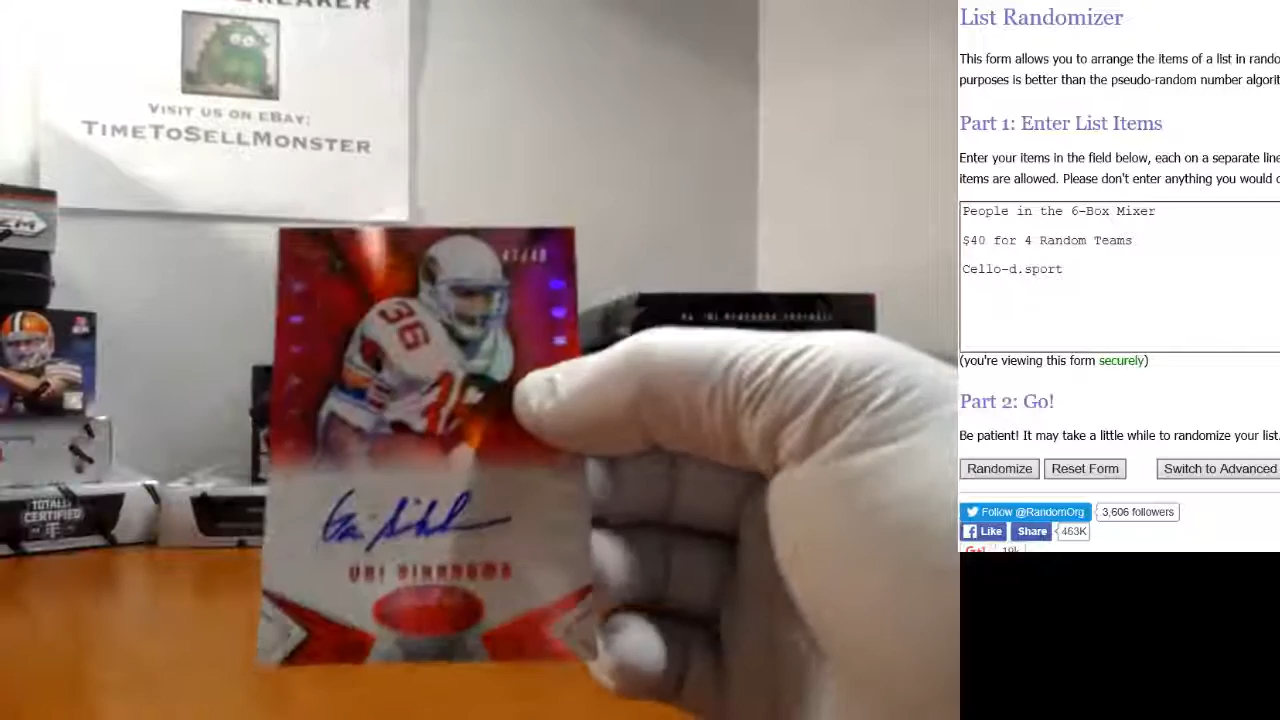 VISIT US ON EBAY:
TIMETOSELLMONSTER
36
TOTALLY
CERTIFIED
List Randomizer
This form allows you to arrange the items of a list in rando
purposes is better than the pseudo-random number algorit
Part 1: Enter List Items
Enter your items in the field below, each on a separate line
items are allowed. Please don't enter anything you would
People in the 6-Box Mixer
$40 for 4 Random Teams
Cello-d.sport
(you're viewing this form securely)
Part 2: Go!
Be patient! It may take a little while to randomize your list.
Randomize Reset Form Switch to Advanced
Follow @RandomOrg 3,606 followers
Like Share 463K